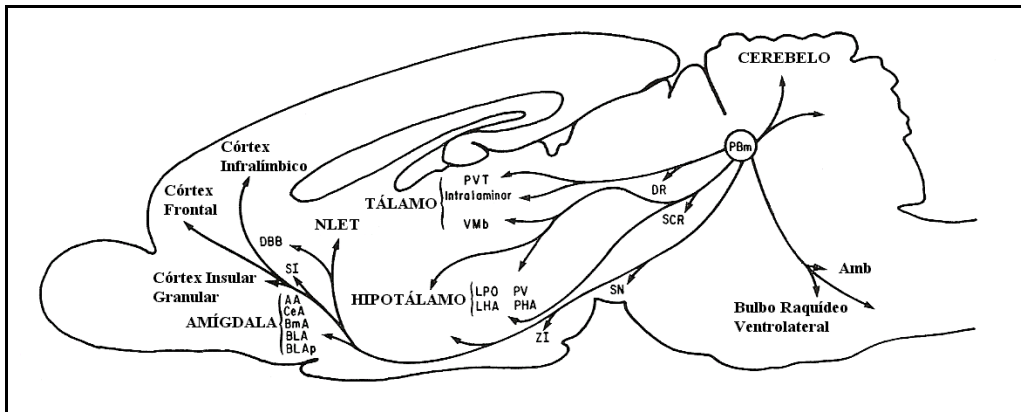 CEREBELO
PBm
Córtex
Infralímbico
Córtex
Frontal
TÁLAMO
PVT
Intralaminar
VMb
DR
SCR
NLET
DBB
SI
Córtex Insular
Granular
HIPOTÁLAMO
LPO PV
LHA PHA
SN
ZI
AMÍGDALA
AA
CeA
BmA
BLA
BLAp
Amb
Bulbo Raquídeo
Ventrolateral